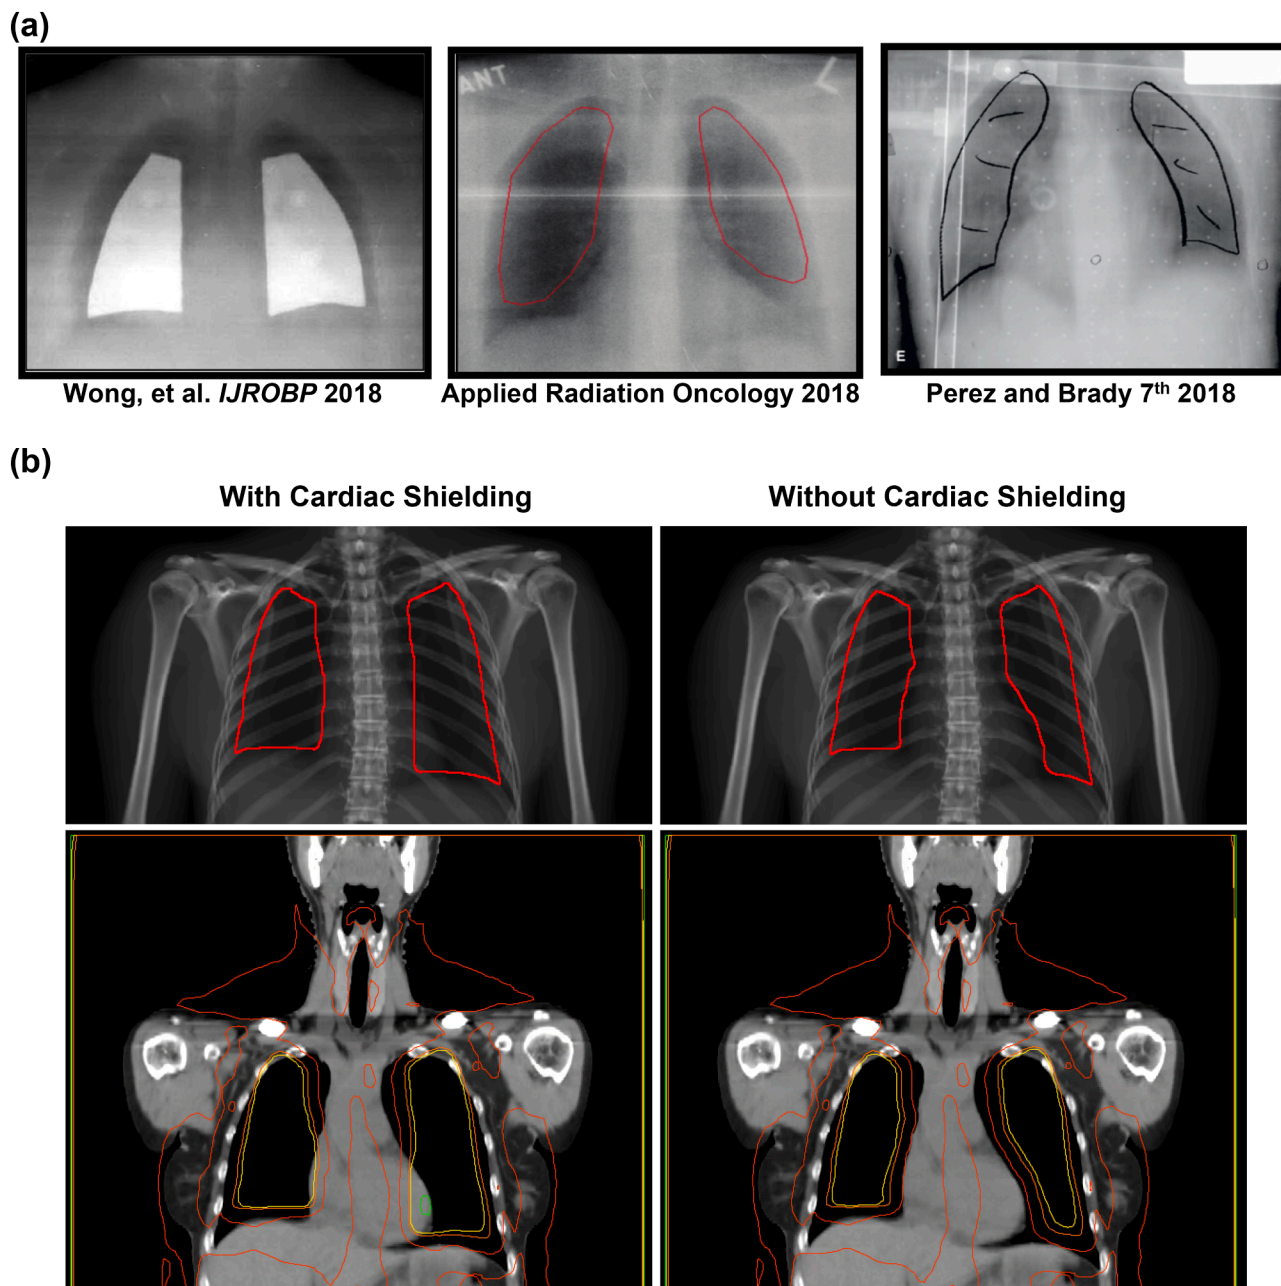 (a)
ANT
L
E
Wong, et al. IJROBP 2018
Applied Radiation Oncology 2018
Perez and Brady 7th 2018
(b)
With Cardiac Shielding
Without Cardiac Shielding